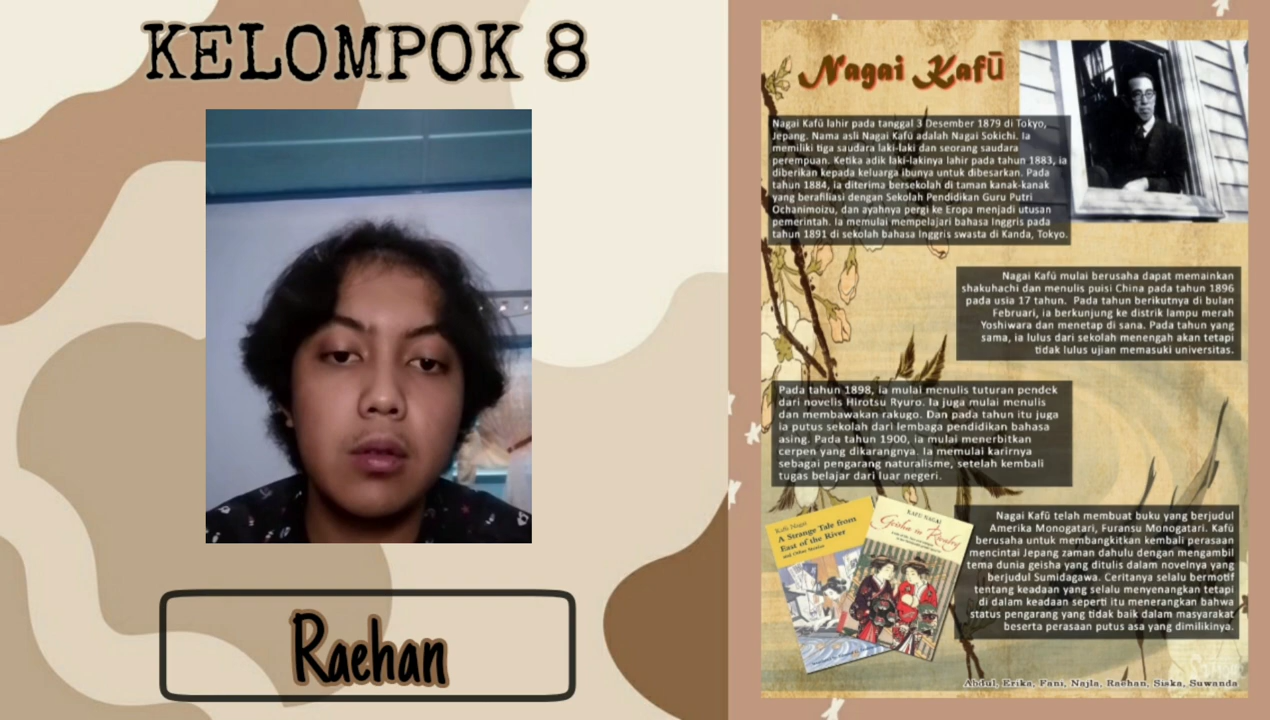 KELOMPOK 8
Raehan
Nagai Kafū
Nagai Kafū lahir pada tanggal 3 Desember 1879 di Tokyo,
Jepang. Nama asli Nagai Kafū adalah Nagai Sokichi. Ia
memiliki tiga saudara laki-laki dan seorang saudara
perempuan. Ketika adik laki-lakinya lahir pada tahun 1883, ia
diberikan kepada keluarga ibunya untuk dibesarkan. Pada
tahun 1884, ia diterima bersekolah di taman kanak-kanak
yang berafiliasi dengan Sekolah Pendidikan Guru Putri
Ochanimoizu, dan ayahnya pergi ke Eropa menjadi utusan
pemerintah. Ia memulai mempelajari bahasa Inggris pada
tahun 1891 di sekolah bahasa Inggris swasta di Kanda, Tokyo.
Nagai Kafū mulai berusaha dapat memainkan
shakuhachi dan menulis puisi China pada tahun 1896
pada usia 17 tahun. Pada tahun berikutnya di bulan
Februari, ia berkunjung ke distrik lampu merah
Yoshiwara dan menetap di sana. Pada tahun yang
sama, ia lulus dari sekolah menengah akan tetapi
tidak lulus ujian memasuki universitas.
Pada tahun 1898, ia mulai menulis tuturan pendek
dari novelis Hirotsu Ryuro. Ia juga mulai menulis
dan membawakan rakugo. Dan pada tahun itu juga
ia putus sekolah dari lembaga pendidikan bahasa
asing. Pada tahun 1900, ia mulai menerbitkan
cerpen yang dikarangnya. Ia memulai karirnya
sebagai pengarang naturalisme, setelah kembali
tugas belajar dari luar negeri.
Nagai Kafū telah membuat buku yang berjudul
Amerika Monogatari, Furansu Monogatari. Kafū
berusaha untuk membangkitkan kembali perasaan
mencintai Jepang zaman dahulu dengan mengambil
tema dunia geisha yang ditulis dalam novelnya yang
berjudul Sumidagawa. Ceritanya selalu bermotif
tentang keadaan yang selalu menyenangkan tetapi
di dalam keadaan seperti itu menerangkan bahwa
status pengarang yang tidak baik dalam masyarakat
beserta perasaan putus asa yang dimilikinya.
Kafu Nagai
A Strange Tale from
East of the River
and Other Stories
KAFU NAGAI
Geisha in Rivalry
Abdul, Erika, Fani, Najla, Raehan, Siska, Suwanda